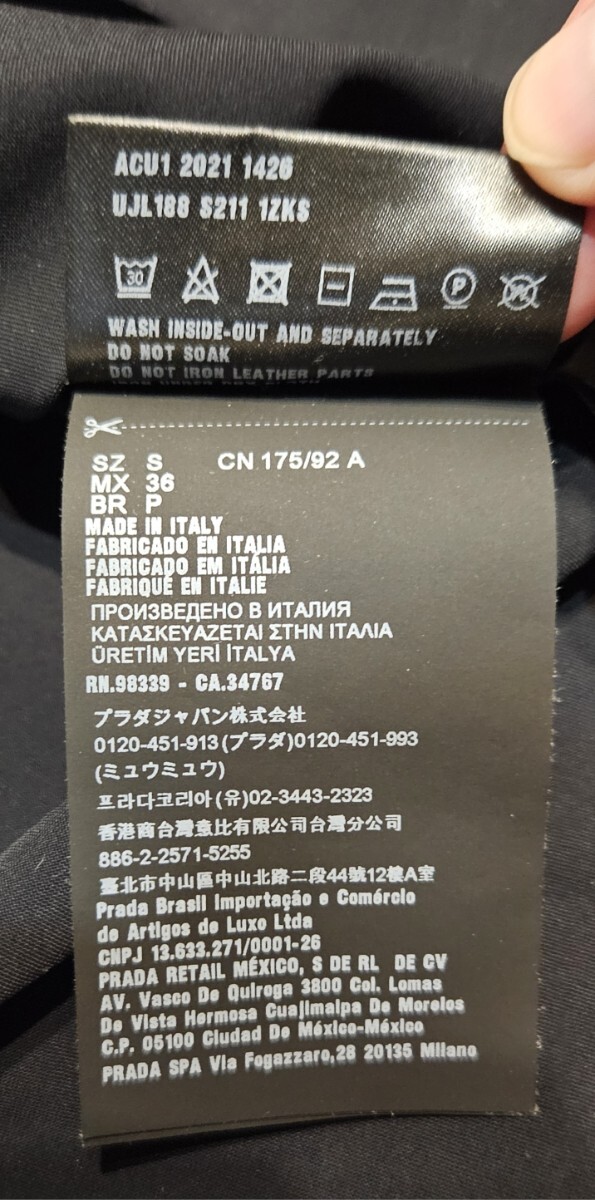 ACU1 2021 1426
UJL188 S211 1ZKS
30 P W
WASH INSIDE-OUT AND SEPARATELY
DO NOT SOAK
DO NOT IRON LEATHER PARTS
SZ S CN 175/92 A
MX 36
BR P
MADE IN ITALY
FABRICADO EN ITALIA
FABRICADO EM ITÁLIA
FABRIQUÉ EN ITALIE
ПРОИЗВЕДЕНО В ИТАЛИЯ
ΚΑΤΑΣΚΕΥΑΖΕΤΑΙ ΣΤΗΝ ΙΤΑΛΙΑ
ÜRETİM YERİ İTALYA
RN.98339 - CA.34767
プラダジャパン株式会社
0120-451-913(プラダ)0120-451-993
(ミュウミュウ)
프라다코리아(유)02-3443-2323
香港商台灣意比有限公司台灣分公司
886-2-2571-5255
臺北市中山區中山北路二段44號12樓A室
Prada Brasil Importação e Comércio
de Artigos de Luxo Ltda
CNPJ 13.633.271/0001-26
PRADA RETAIL MÉXICO, S DE RL DE CV
AV. Vasco De Quiroga 3800 Col. Lomas
De Vista Hermosa Cuajimalpa De Morelos
C.P. 05100 Ciudad De México-México
PRADA SPA Via Fogazzaro,28 20135 Milano